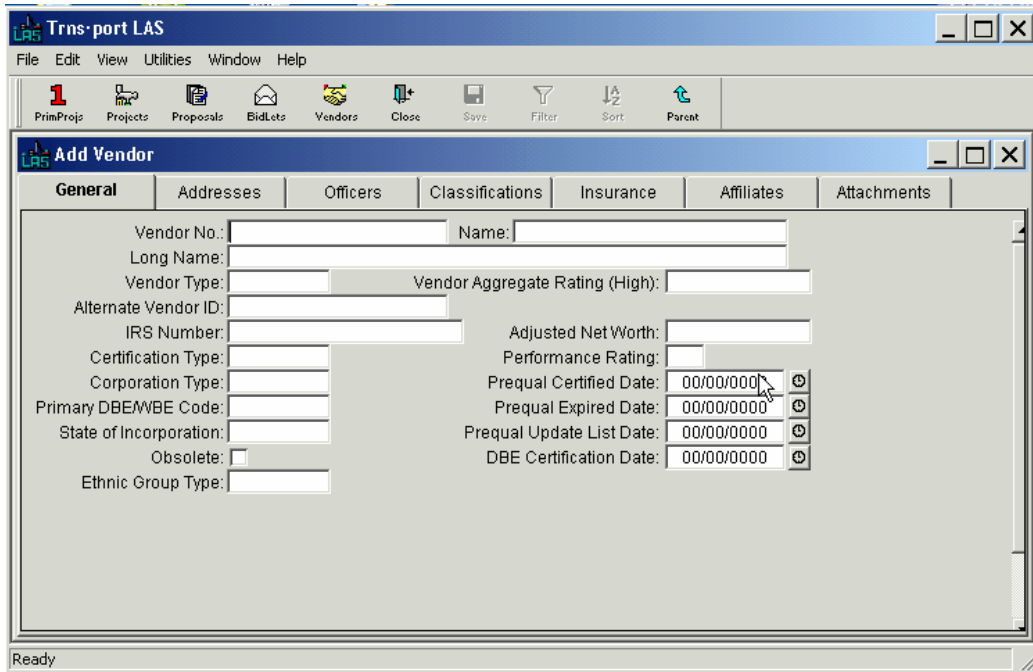 Trns·port LAS
File Edit View Utilities Window Help
1
PrimProjs Projects Proposals BidLets Vendors Close Save Filter Sort Parent
LAS Add Vendor
General Addresses Officers Classifications Insurance Affiliates Attachments
Vendor No.: Name:
Long Name:
Vendor Type: Vendor Aggregate Rating (High):
Alternate Vendor ID:
IRS Number: Adjusted Net Worth:
Certification Type: Performance Rating:
Corporation Type: Prequal Certified Date: 00/00/0000
Primary DBE/WBE Code: Prequal Expired Date: 00/00/0000
State of Incorporation: Prequal Update List Date: 00/00/0000
Obsolete: DBE Certification Date: 00/00/0000
Ethnic Group Type:
Ready